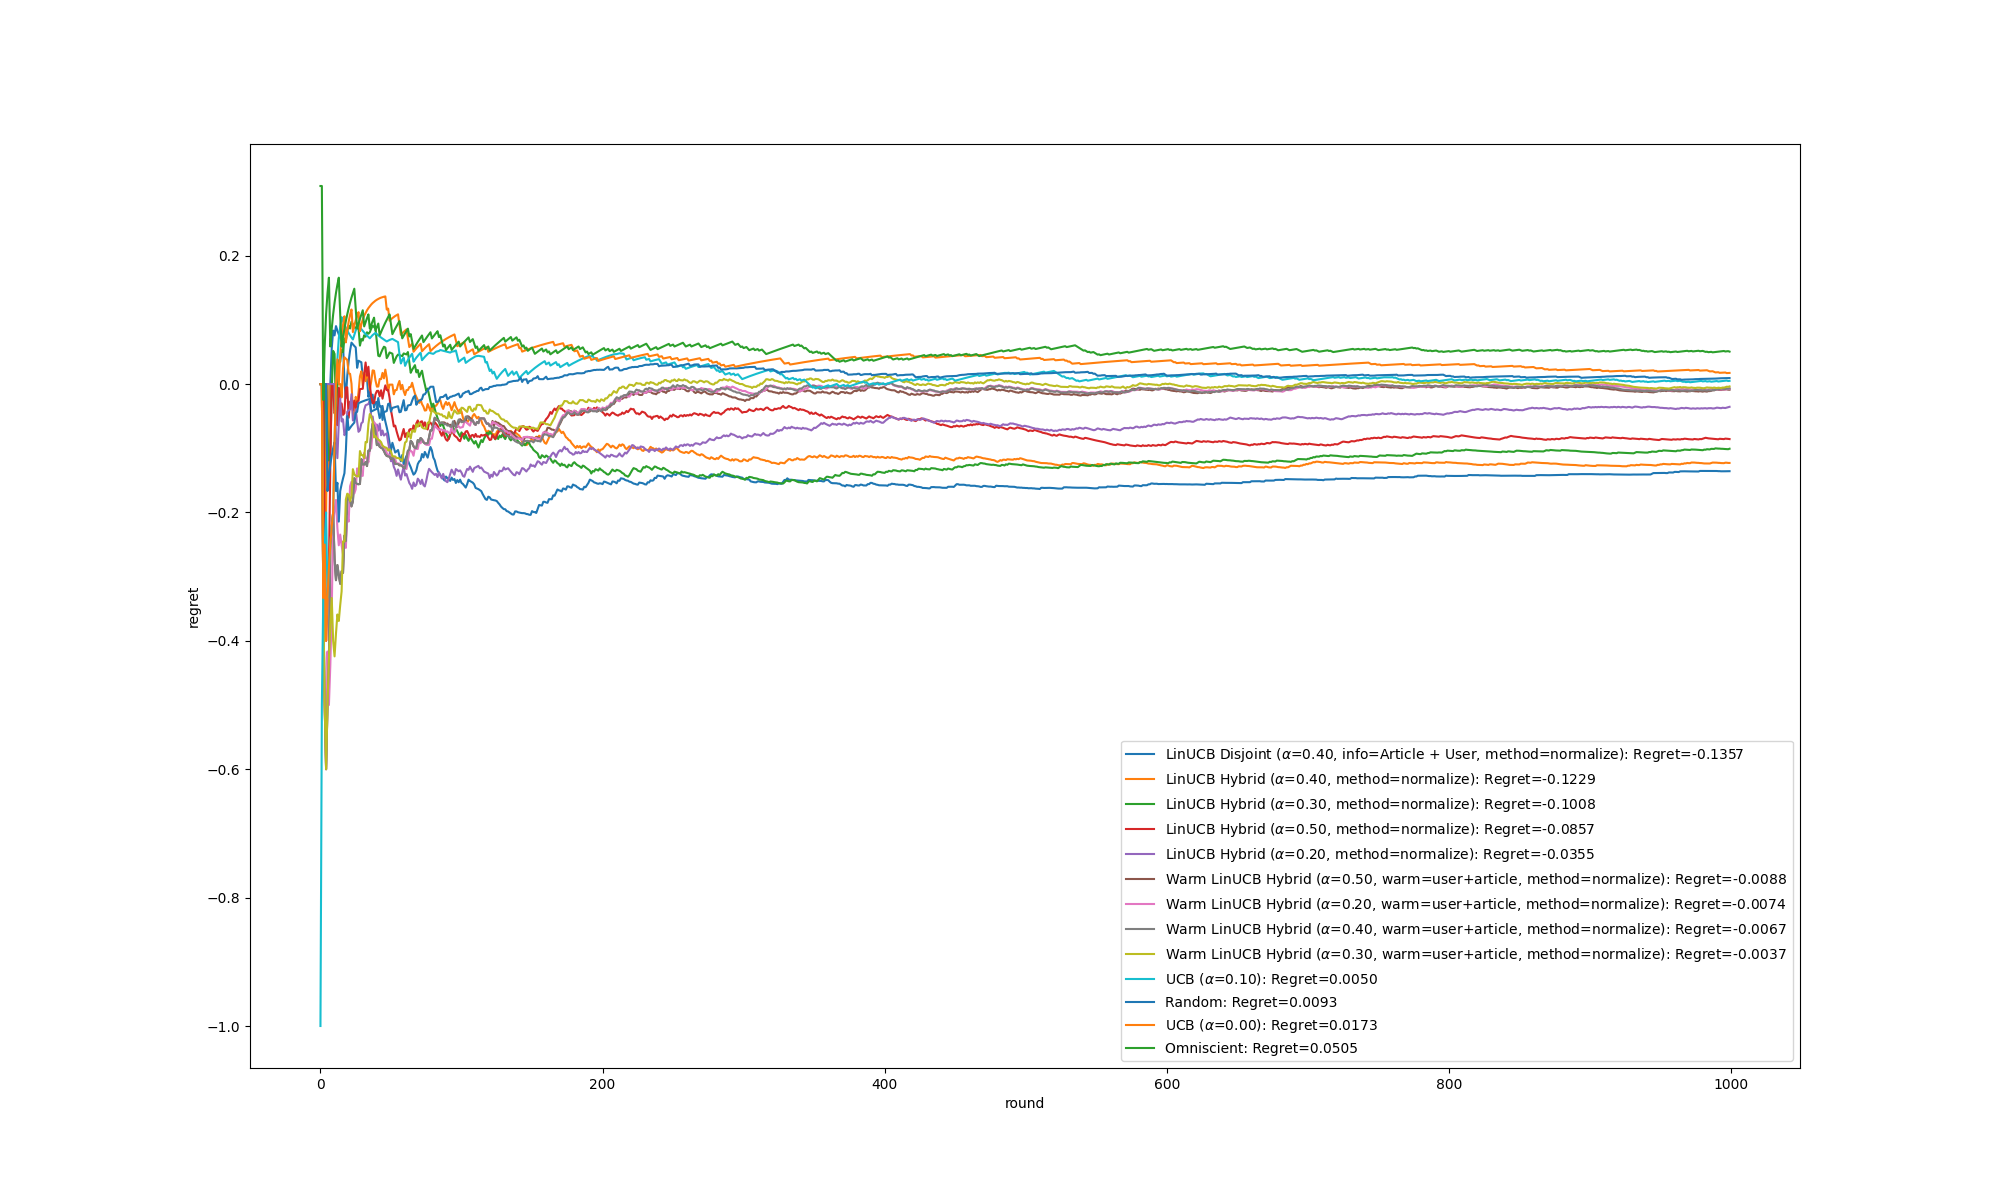 0.2
0.0
−0.2
−0.4
−0.6
−0.8
−1.0
regret
0
200
400
600
800
1000
round
LinUCB Disjoint (α=0.40, info=Article + User, method=normalize): Regret=-0.1357
LinUCB Hybrid (α=0.40, method=normalize): Regret=-0.1229
LinUCB Hybrid (α=0.30, method=normalize): Regret=-0.1008
LinUCB Hybrid (α=0.50, method=normalize): Regret=-0.0857
LinUCB Hybrid (α=0.20, method=normalize): Regret=-0.0355
Warm LinUCB Hybrid (α=0.50, warm=user+article, method=normalize): Regret=-0.0088
Warm LinUCB Hybrid (α=0.20, warm=user+article, method=normalize): Regret=-0.0074
Warm LinUCB Hybrid (α=0.40, warm=user+article, method=normalize): Regret=-0.0067
Warm LinUCB Hybrid (α=0.30, warm=user+article, method=normalize): Regret=-0.0037
UCB (α=0.10): Regret=0.0050
Random: Regret=0.0093
UCB (α=0.00): Regret=0.0173
Omniscient: Regret=0.0505